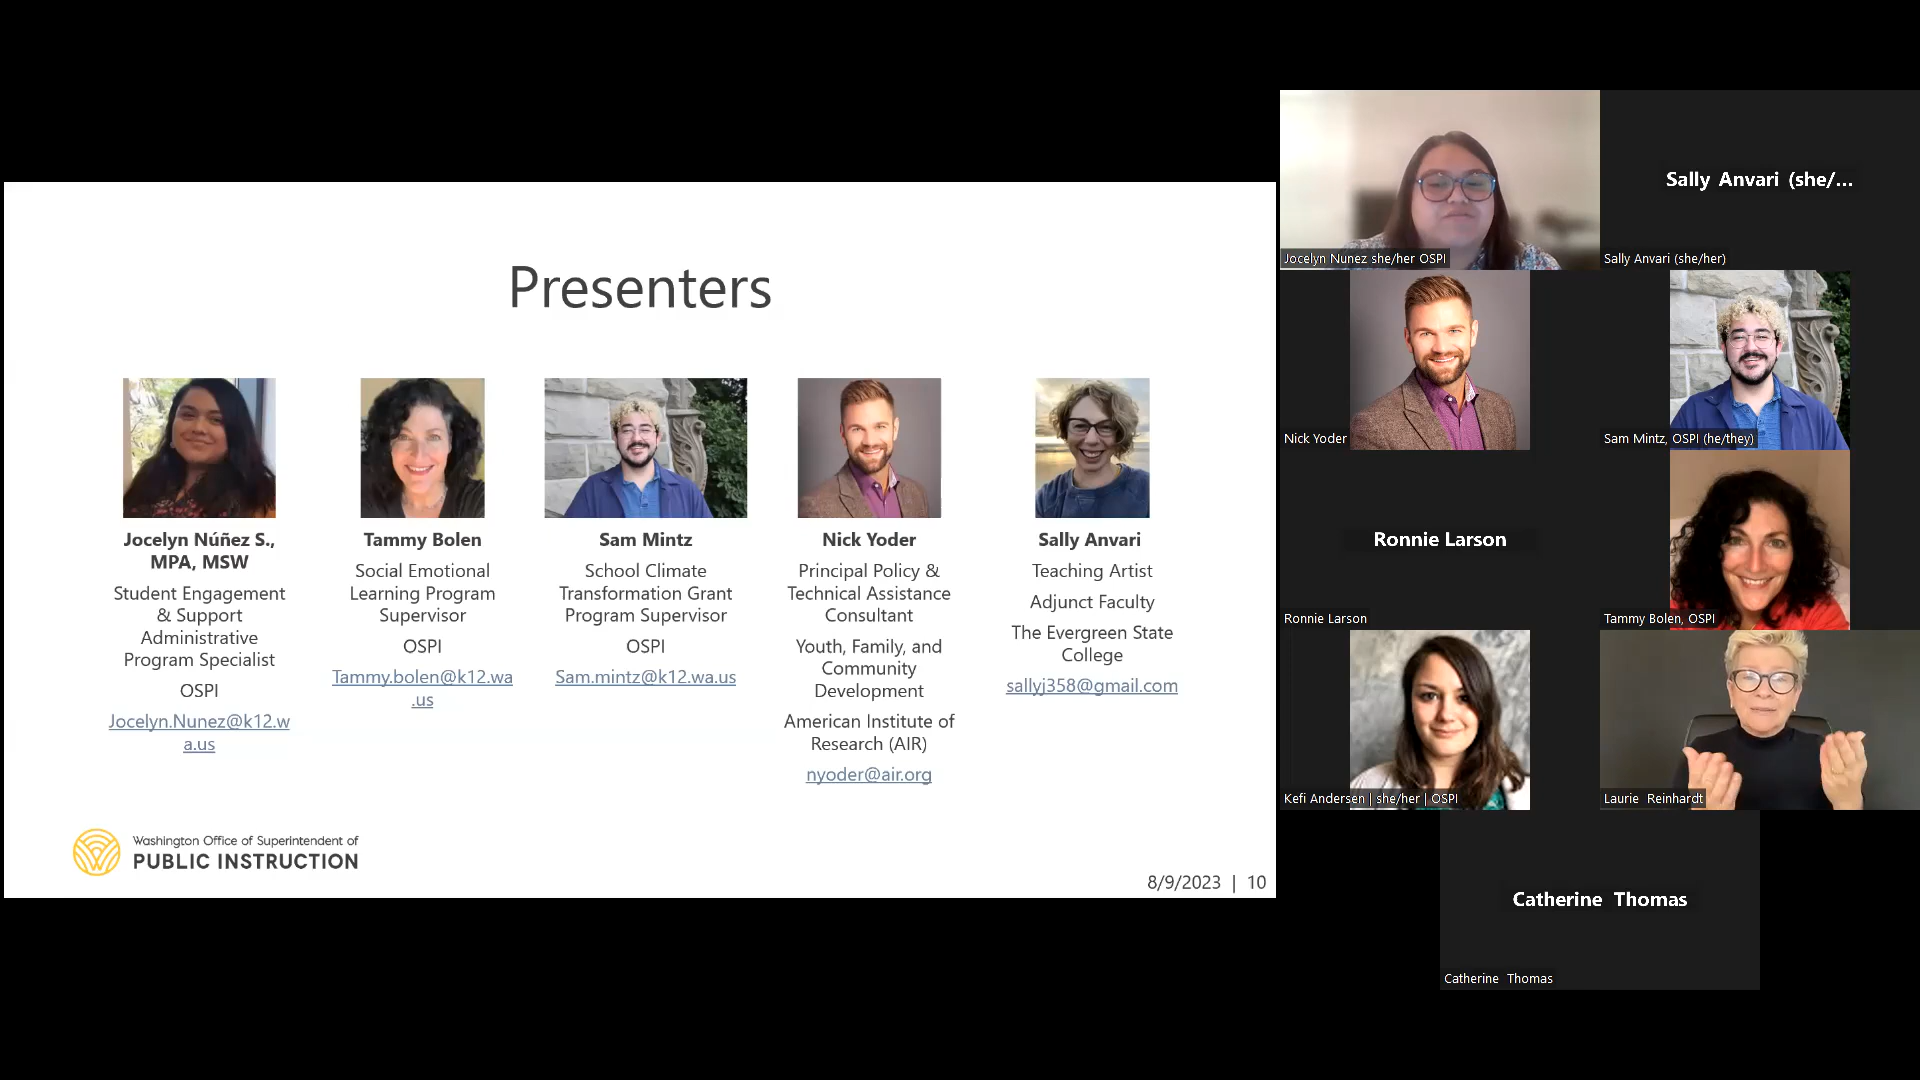 Presenters
Jocelyn Núñez S.,
MPA, MSW
Student Engagement
& Support
Administrative
Program Specialist
OSPI
Jocelyn.Nunez@k12.w
a.us
Tammy Bolen
Social Emotional
Learning Program
Supervisor
OSPI
Tammy.bolen@k12.wa
.us
Sam Mintz
School Climate
Transformation Grant
Program Supervisor
OSPI
Sam.mintz@k12.wa.us
Nick Yoder
Principal Policy &
Technical Assistance
Consultant
Youth, Family, and
Community
Development
American Institute of
Research (AIR)
nyoder@air.org
Sally Anvari
Teaching Artist
Adjunct Faculty
The Evergreen State
College
sallyj358@gmail.com
Washington Office of Superintendent of
PUBLIC INSTRUCTION
8/9/2023 | 10
Jocelyn Nunez she/her OSPI
Sally Anvari (she/...
Sally Anvari (she/her)
Nick Yoder
Sam Mintz, OSPI (he/they)
Ronnie Larson
Ronnie Larson
Tammy Bolen, OSPI
Kefi Andersen | she/her | OSPI
Laurie Reinhardt
Catherine Thomas
Catherine Thomas